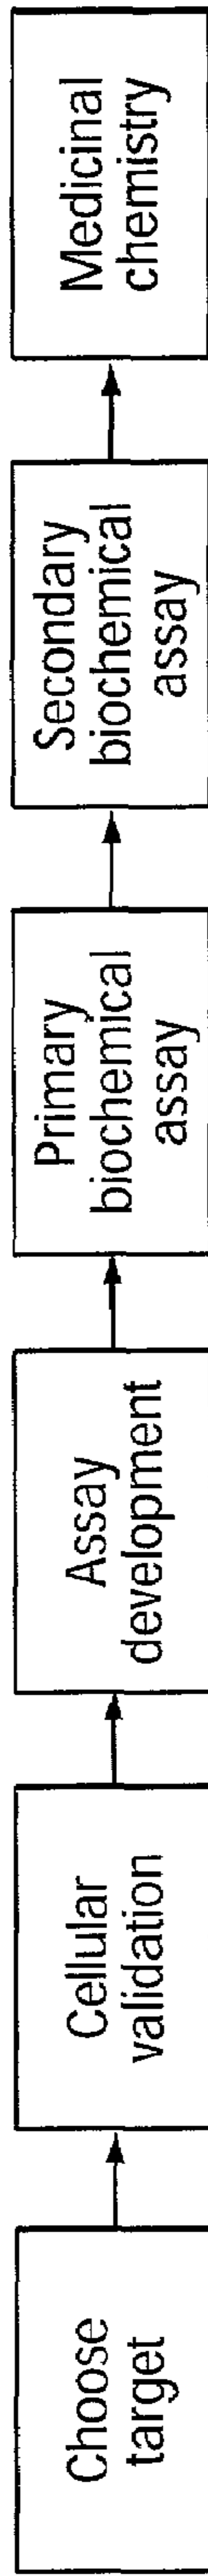 Choose
target
Cellular
validation
Assay
development
Primary
biochemical
assay
Secondary
biochemical
assay
Medicinal
chemistry